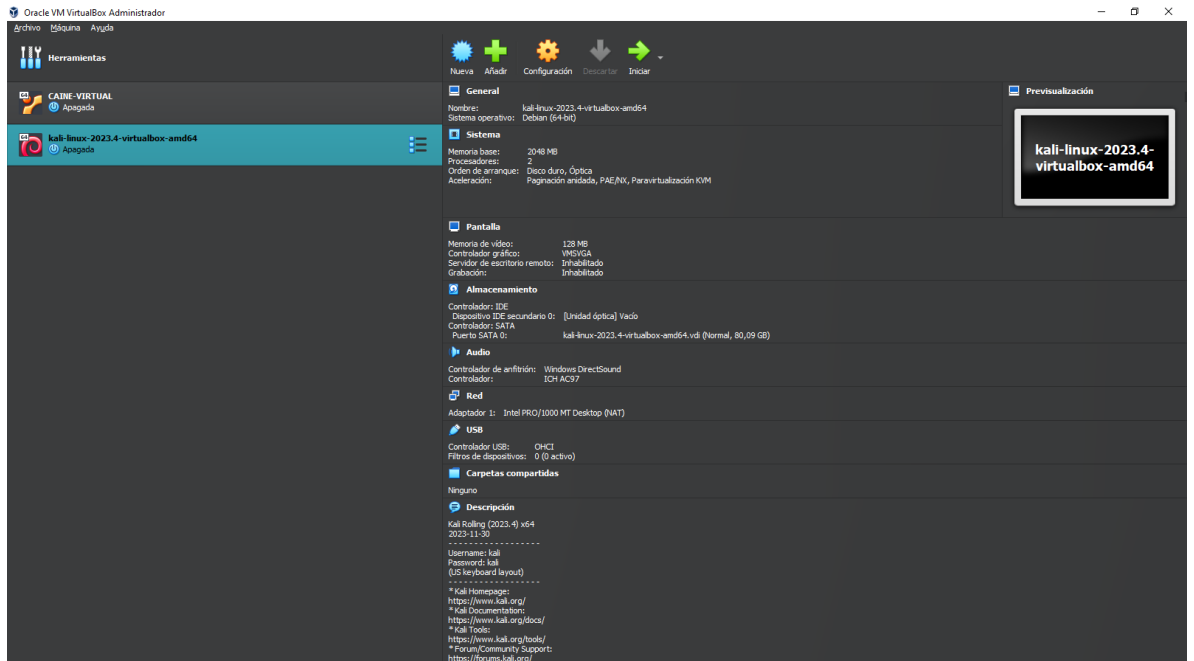 Oracle VM VirtualBox Administrador
Archivo Máquina Ayuda
Herramientas
Nueva Añadir Configuración Descartar Iniciar
64 CAINE-VIRTUAL
Apagada
64 kali-linux-2023.4-virtualbox-amd64
Apagada
General
Nombre: kali-linux-2023.4-virtualbox-amd64
Sistema operativo: Debian (64-bit)
Sistema
Memoria base: 2048 MB
Procesadores: 2
Orden de arranque: Disco duro, Óptica
Aceleración: Paginación anidada, PAE/NX, Paravirtualización KVM
Previsualización
kali-linux-2023.4-
virtualbox-amd64
Pantalla
Memoria de vídeo: 128 MB
Controlador gráfico: VMSVGA
Servidor de escritorio remoto: Inhabilitado
Grabación: Inhabilitado
Almacenamiento
Controlador: IDE
Dispositivo IDE secundario 0: [Unidad óptica] Vacío
Controlador: SATA
Puerto SATA 0: kali-linux-2023.4-virtualbox-amd64.vdi (Normal, 80,09 GB)
Audio
Controlador de anfitrión: Windows DirectSound
Controlador: ICH AC97
Red
Adaptador 1: Intel PRO/1000 MT Desktop (NAT)
USB
Controlador USB: OHCI
Filtros de dispositivos: 0 (0 activo)
Carpetas compartidas
Ninguno
Descripción
Kali Rolling (2023.4) x64
2023-11-30
- - - - - - - - - - - - - - - - - -
Username: kali
Password: kali
(US keyboard layout)
- - - - - - - - - - - - - - - - - -
* Kali Homepage:
https://www.kali.org/
* Kali Documentation:
https://www.kali.org/docs/
* Kali Tools:
https://www.kali.org/tools/
* Forum/Community Support:
https://forums.kali.org/